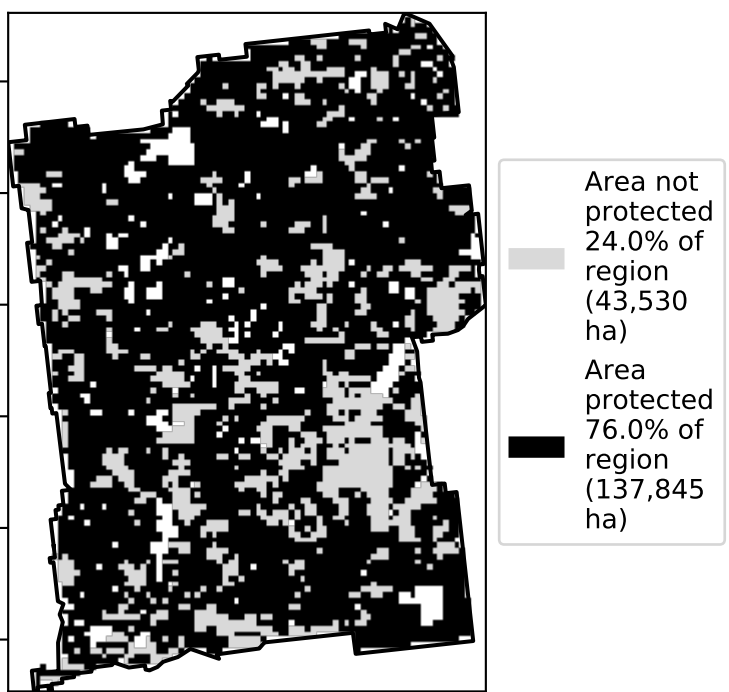 Area not
protected
24.0% of
region
(43,530
ha)
Area
protected
76.0% of
region
(137,845
ha)